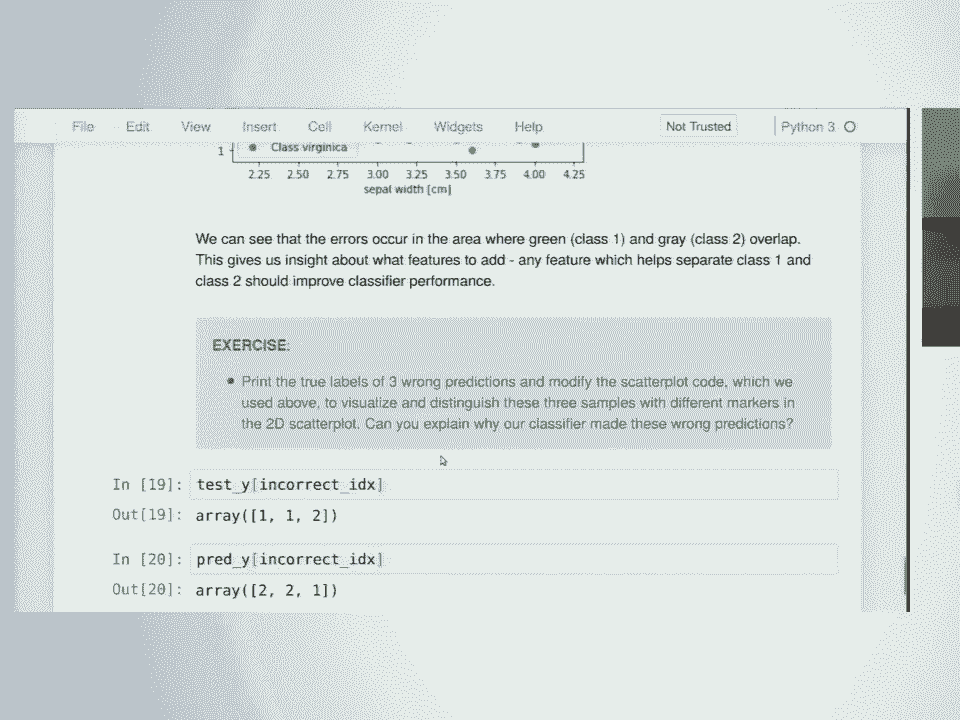 File Edit View Insert Cell Kernel Widgets Help Not Trusted Python 3
1 Class virginica
2.25 2.50 2.75 3.00 3.25 3.50 3.75 4.00 4.25
sepal width [cm]
We can see that the errors occur in the area where green (class 1) and gray (class 2) overlap.
This gives us insight about what features to add - any feature which helps separate class 1 and
class 2 should improve classifier performance.
EXERCISE:
Print the true labels of 3 wrong predictions and modify the scatterplot code, which we
used above, to visualize and distinguish these three samples with different markers in
the 2D scatterplot. Can you explain why our classifier made these wrong predictions?
In [19]: test_y[incorrect_idx]
Out[19]: array([1, 1, 2])
In [20]: pred_y[incorrect_idx]
Out[20]: array([2, 2, 1])